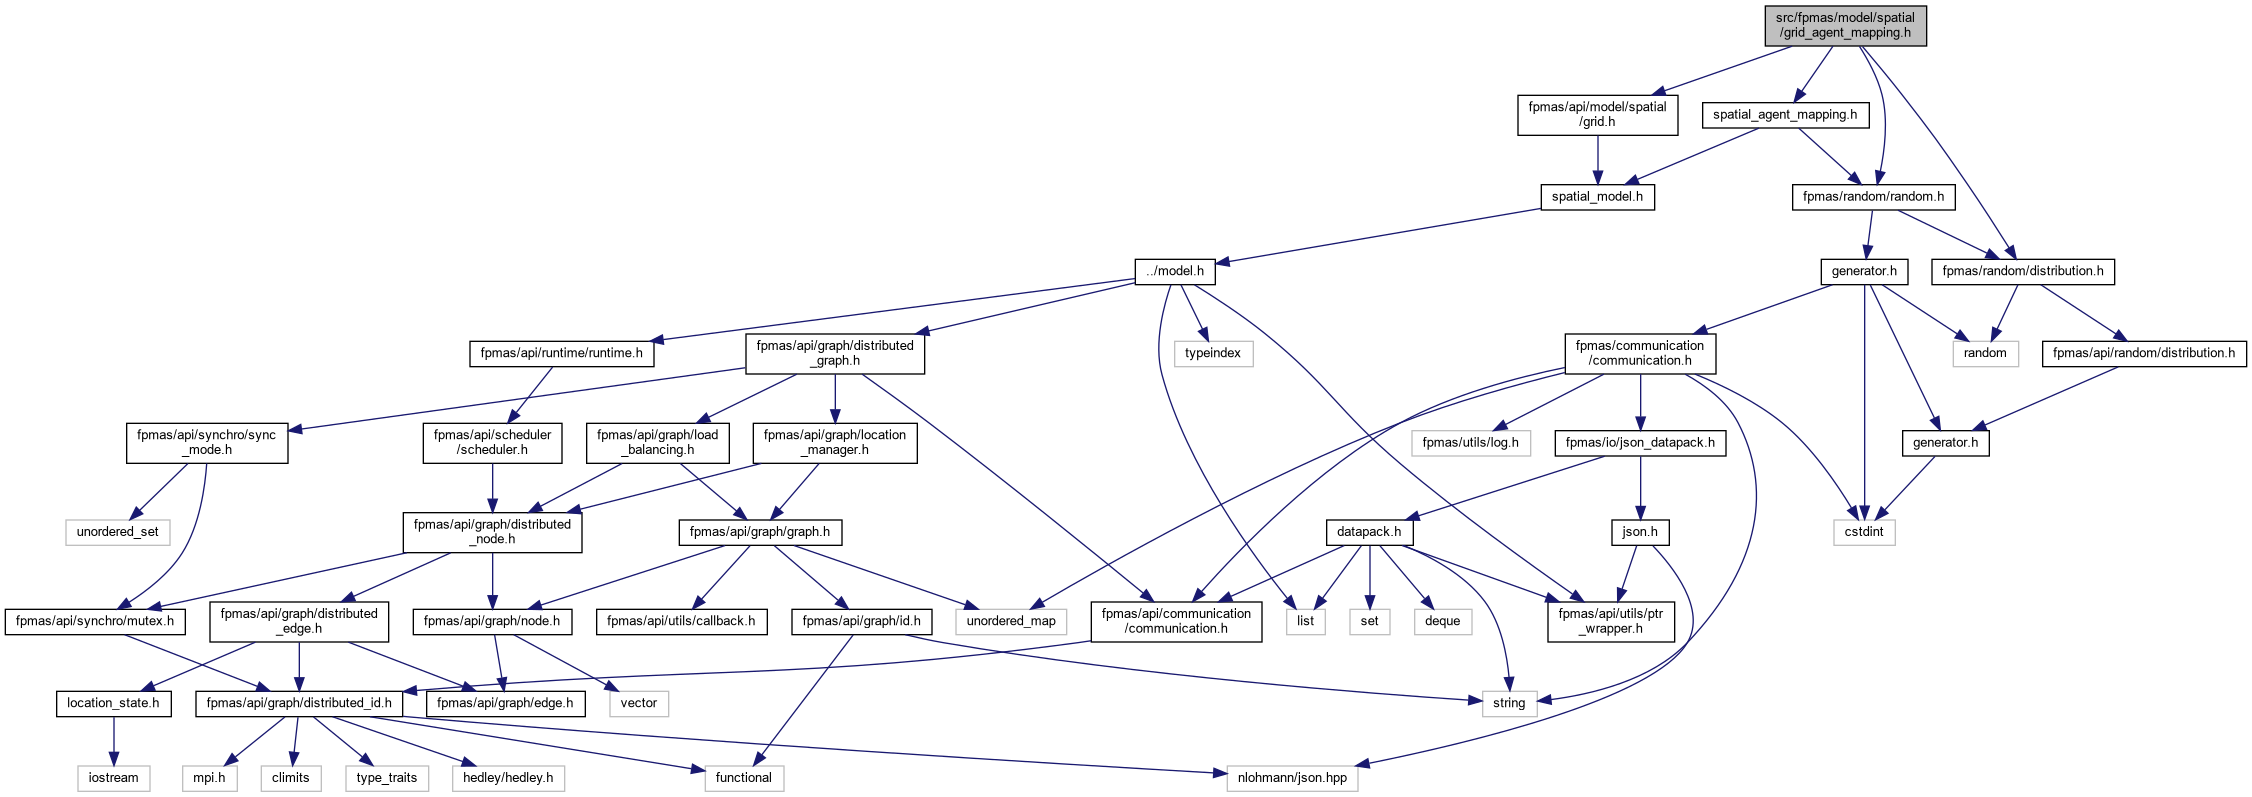 src/fpmas/model/spatial
/grid_agent_mapping.h
fpmas/api/model/spatial
/grid.h
spatial_agent_mapping.h
spatial_model.h
fpmas/random/random.h
../model.h
generator.h
fpmas/random/distribution.h
fpmas/api/runtime/runtime.h
fpmas/api/graph/distributed
_graph.h
typeindex
fpmas/communication
/communication.h
random
fpmas/api/random/distribution.h
fpmas/api/synchro/sync
_mode.h
fpmas/api/scheduler
/scheduler.h
fpmas/api/graph/load
_balancing.h
fpmas/api/graph/location
_manager.h
fpmas/utils/log.h
fpmas/io/json_datapack.h
generator.h
unordered_set
fpmas/api/graph/distributed
_node.h
fpmas/api/graph/graph.h
datapack.h
json.h
cstdint
fpmas/api/synchro/mutex.h
fpmas/api/graph/distributed
_edge.h
fpmas/api/graph/node.h
fpmas/api/utils/callback.h
fpmas/api/graph/id.h
unordered_map
fpmas/api/communication
/communication.h
list
set
deque
fpmas/api/utils/ptr
_wrapper.h
location_state.h
fpmas/api/graph/distributed_id.h
fpmas/api/graph/edge.h
vector
string
iostream
mpi.h
climits
type_traits
hedley/hedley.h
functional
nlohmann/json.hpp